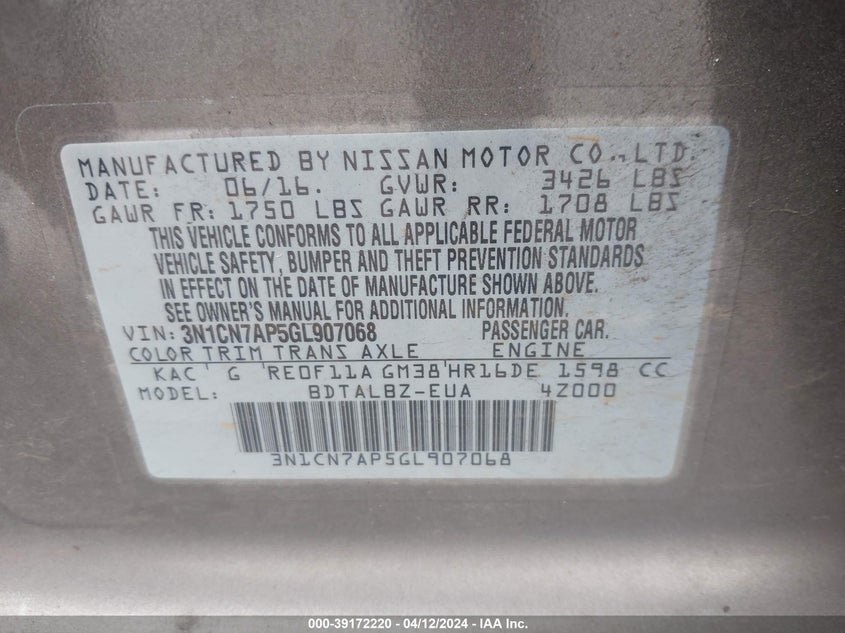 MANUFACTURED BY NISSAN MOTOR CO., LTD.
DATE: 06/16. GVWR: 3426 LBS
GAWR FR: 1750 LBS GAWR RR: 1708 LBS
THIS VEHICLE CONFORMS TO ALL APPLICABLE FEDERAL MOTOR
VEHICLE SAFETY, BUMPER AND THEFT PREVENTION STANDARDS
IN EFFECT ON THE DATE OF MANUFACTURE SHOWN ABOVE.
SEE OWNER'S MANUAL FOR ADDITIONAL INFORMATION.
VIN: 3N1CN7AP5GL907068 PASSENGER CAR.
COLOR TRIM TRANS AXLE ENGINE
KAC G RE0F11A GM38 HR16DE 1598 CC
MODEL: BDTALBZ-EUA 4Z000
3N1CN7AP5GL907068
000-39172220 - 04/12/2024 - IAA Inc.